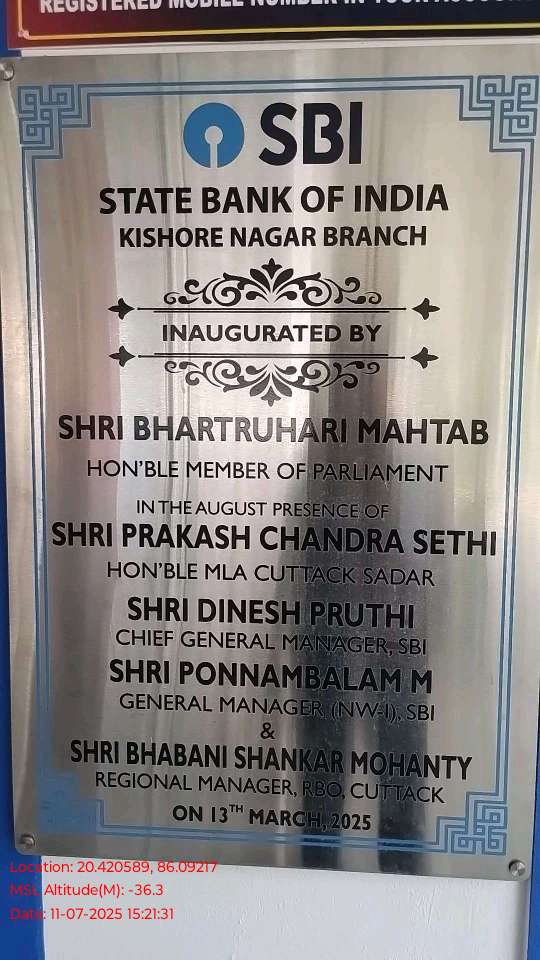 REGISTERED MOBILE NUMBER IN YOUR ACCOUNT
SBI
STATE BANK OF INDIA
KISHORE NAGAR BRANCH
INAUGURATED BY
SHRI BHARTRUHARI MAHTAB
HON'BLE MEMBER OF PARLIAMENT
IN THE AUGUST PRESENCE OF
SHRI PRAKASH CHANDRA SETHI
HON'BLE MLA CUTTACK SADAR
SHRI DINESH PRUTHI
CHIEF GENERAL MANAGER, SBI
SHRI PONNAMBALAM M
GENERAL MANAGER (NW-I), SBI
&
SHRI BHABANI SHANKAR MOHANTY
REGIONAL MANAGER, RBO, CUTTACK
ON 13TH MARCH, 2025
Location: 20.420589, 86.09217
MSL Altitude(M): -36.3
Date: 11-07-2025 15:21:31